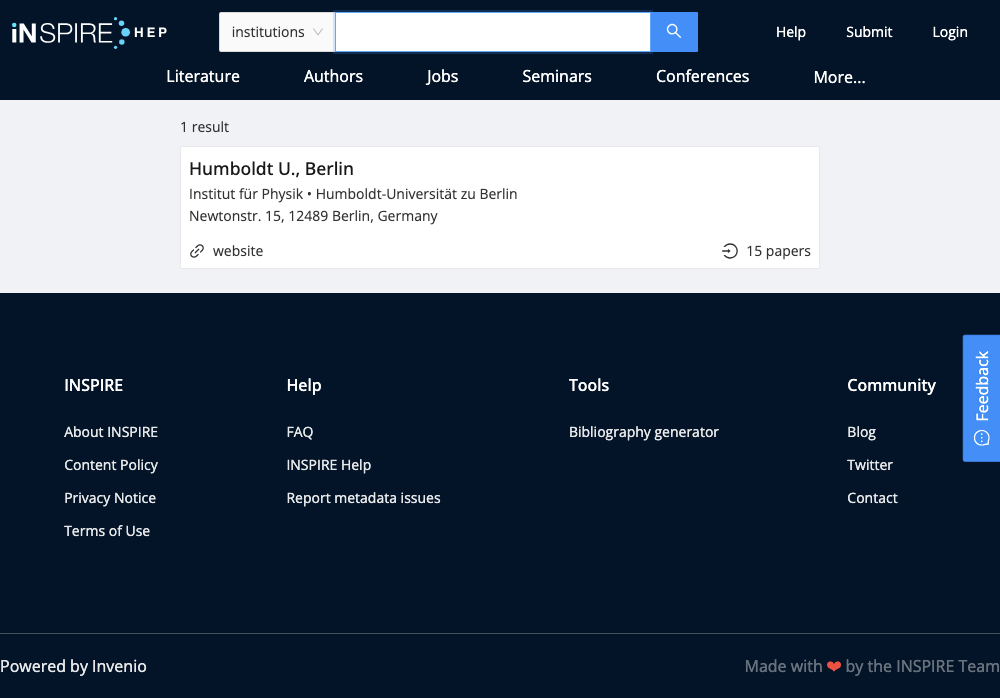 iNSPIRE HEP
institutions
Help Submit Login
Literature Authors Jobs Seminars Conferences More...
1 result
Humboldt U., Berlin
Institut für Physik • Humboldt-Universität zu Berlin
Newtonstr. 15, 12489 Berlin, Germany
website 15 papers
Feedback
INSPIRE
About INSPIRE
Content Policy
Privacy Notice
Terms of Use
Help
FAQ
INSPIRE Help
Report metadata issues
Tools
Bibliography generator
Community
Blog
Twitter
Contact
Powered by Invenio
Made with ❤ by the INSPIRE Team